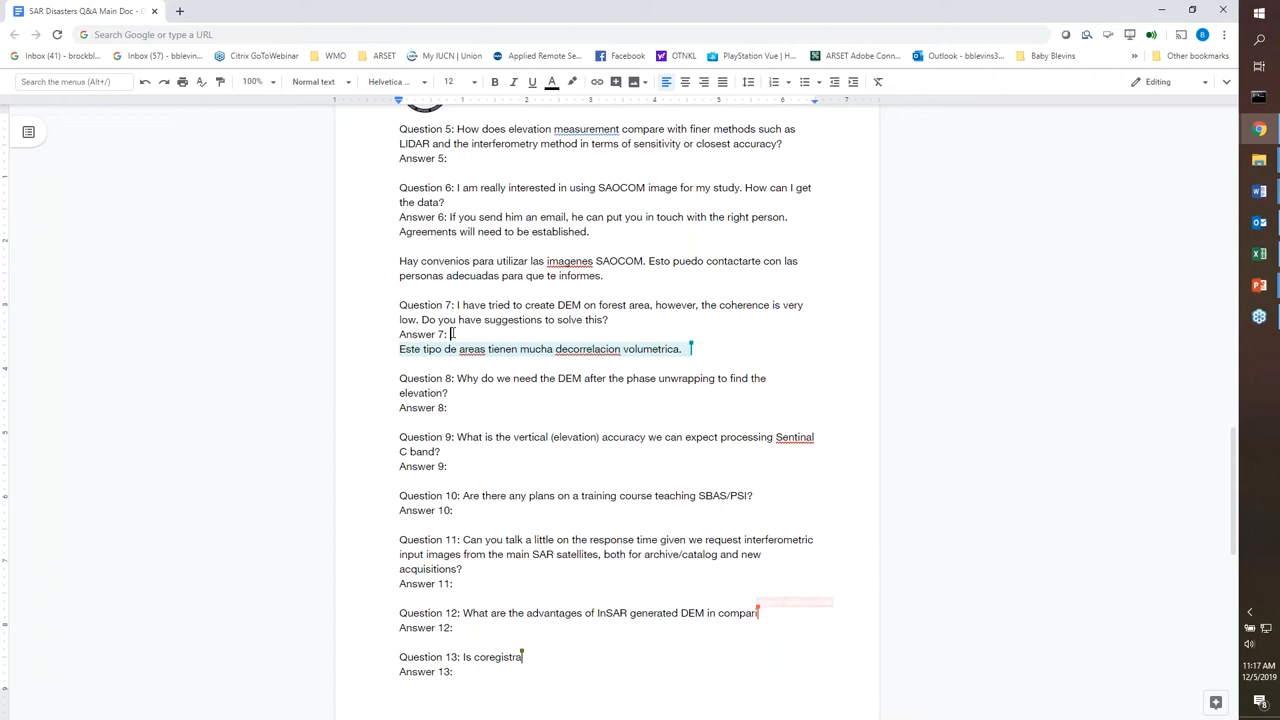 SAR Disasters Q&A Main Doc - G
Search Google or type a URL
Inbox (41) - brockbl...
Inbox (57) - bblevin...
Citrix GoToWebinar
WMO
ARSET
My IUCN | Union
Applied Remote Se...
Facebook
OTNKL
PlayStation Vue | H...
ARSET Adobe Conn...
Outlook - bblevins@...
Baby Blevins
Other bookmarks
Search the menus (Alt+/)
100%
Normal text
Helvetica ...
12
Editing
Question 5: How does elevation measurement compare with finer methods such as
LIDAR and the interferometry method in terms of sensitivity or closest accuracy?
Answer 5:
Question 6: I am really interested in using SAOCOM image for my study. How can I get
the data?
Answer 6: If you send him an email, he can put you in touch with the right person.
Agreements will need to be established.
Hay convenios para utilizar las imagenes SAOCOM. Esto puedo contactarte con las
personas adecuadas para que te informes.
Question 7: I have tried to create DEM on forest area, however, the coherence is very
low. Do you have suggestions to solve this?
Answer 7:
Este tipo de areas tienen mucha decorrelacion volumetrica.
Question 8: Why do we need the DEM after the phase unwrapping to find the
elevation?
Answer 8:
Question 9: What is the vertical (elevation) accuracy we can expect processing Sentinal
C band?
Answer 9:
Question 10: Are there any plans on a training course teaching SBAS/PSI?
Answer 10:
Question 11: Can you talk a little on the response time given we request interferometric
input images from the main SAR satellites, both for archive/catalog and new
acquisitions?
Answer 11:
Question 12: What are the advantages of InSAR generated DEM in compari
Answer 12:
Question 13: Is coregistra
Answer 13:
11:17 AM
12/5/2019